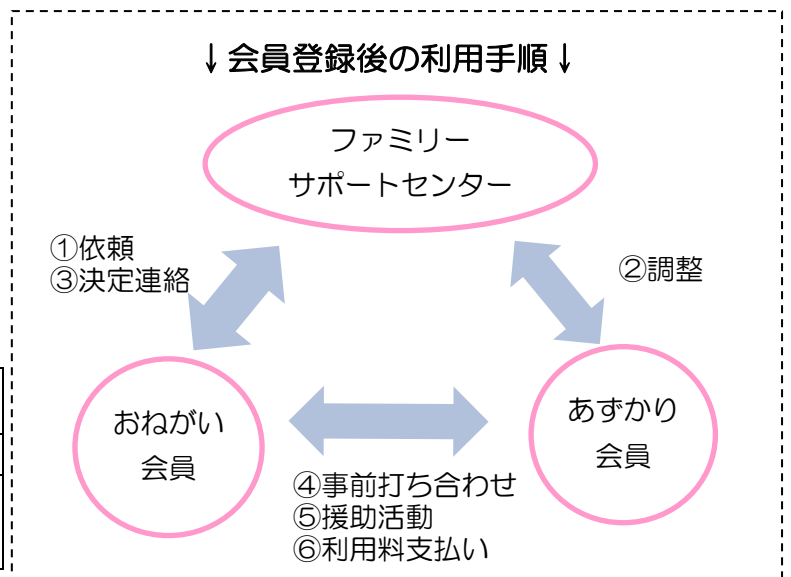 ↓会員登録後の利用手順↓
ファミリー
サポートセンター
①依頼
③決定連絡
②調整
おねがい
会員
あずかり
会員
④事前打ち合わせ
⑤援助活動
⑥利用料支払い